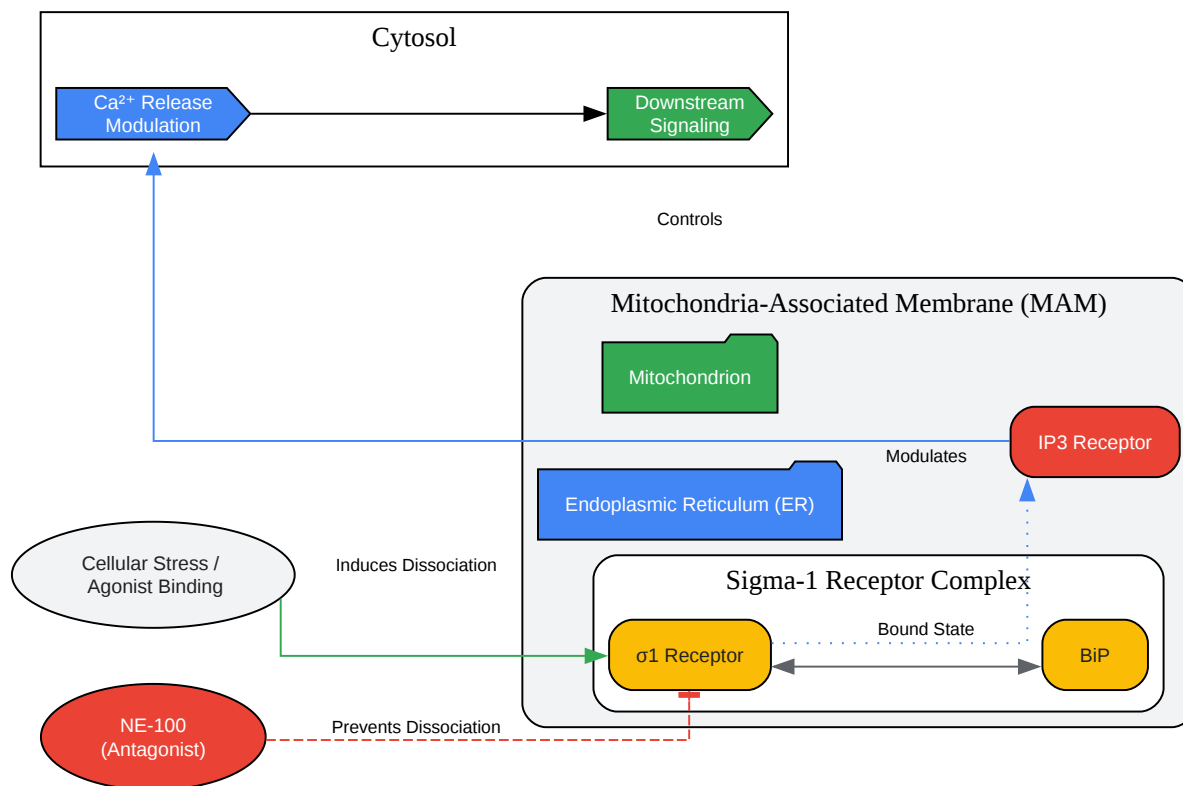 Cytosol
Ca²⁺ Release
Modulation
Downstream
Signaling
Controls
Mitochondria-Associated Membrane (MAM)
Mitochondrion
IP3 Receptor
Modulates
Endoplasmic Reticulum (ER)
Cellular Stress /
Agonist Binding
Induces Dissociation
Sigma-1 Receptor Complex
Bound State
σ1 Receptor
BiP
NE-100
(Antagonist)
Prevents Dissociation